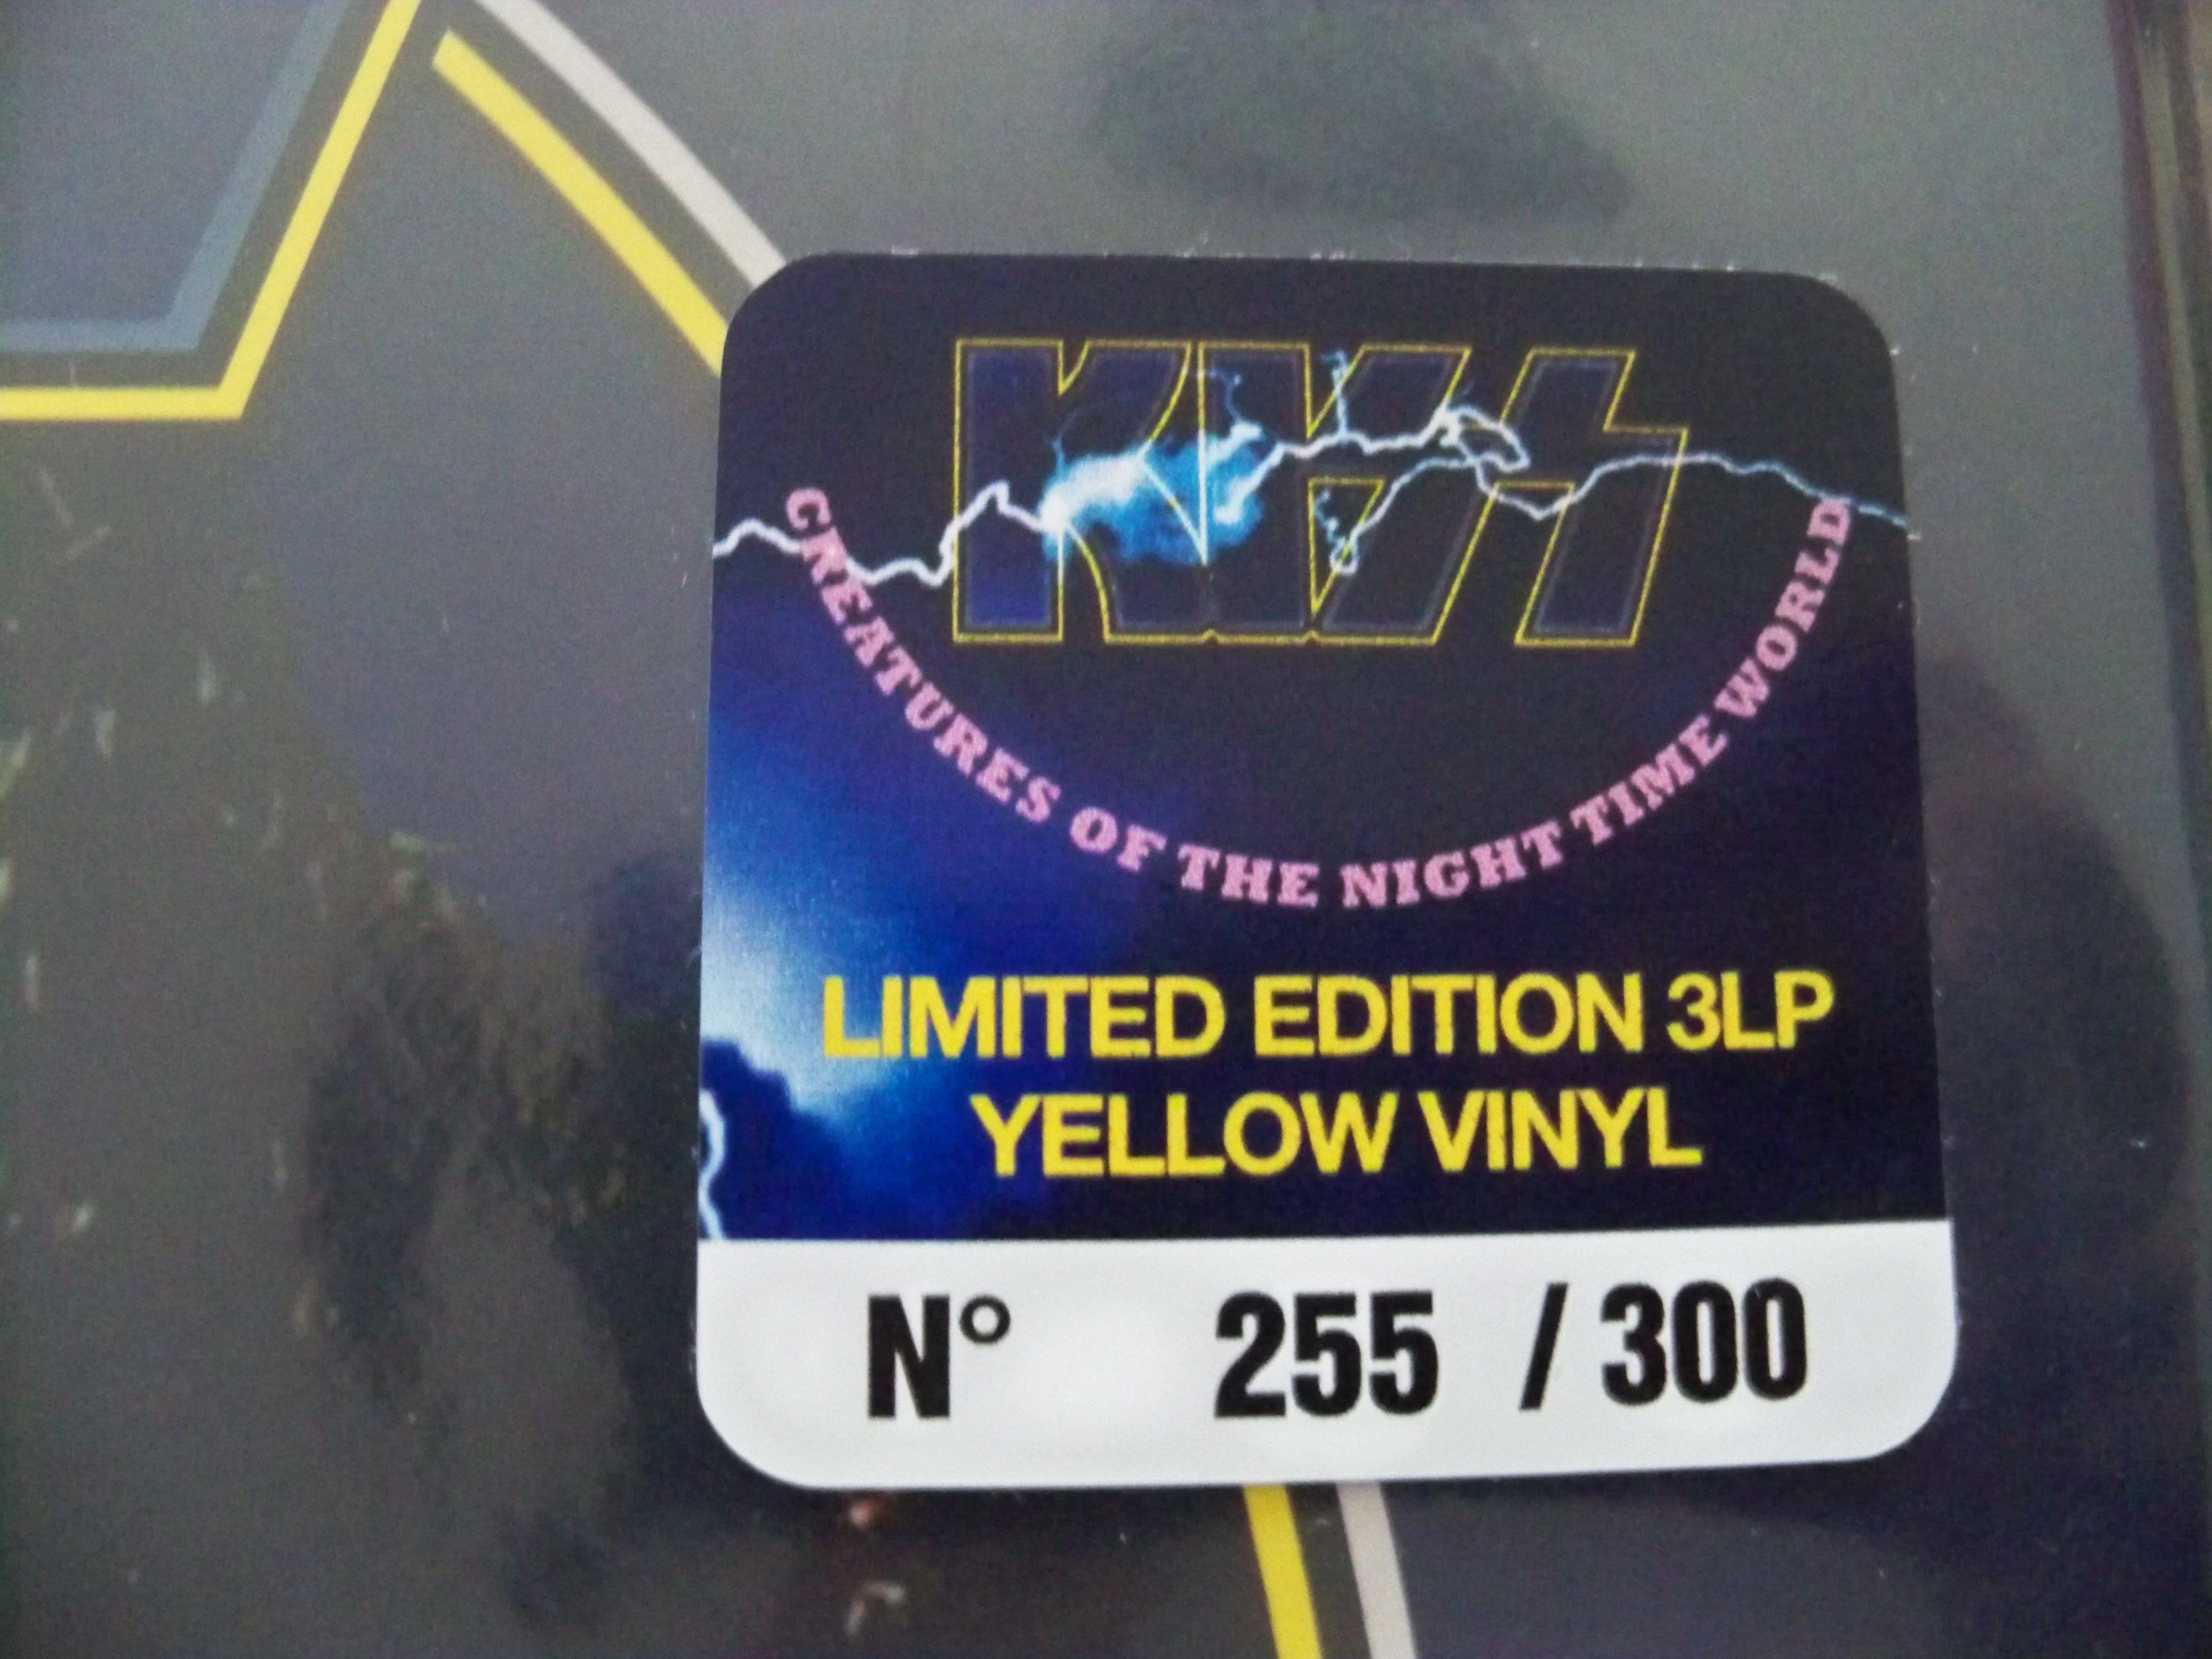 KISS
CREATURES OF THE NIGHT TIME WORLD
LIMITED EDITION 3LP
YELLOW VINYL
N° 255 / 300